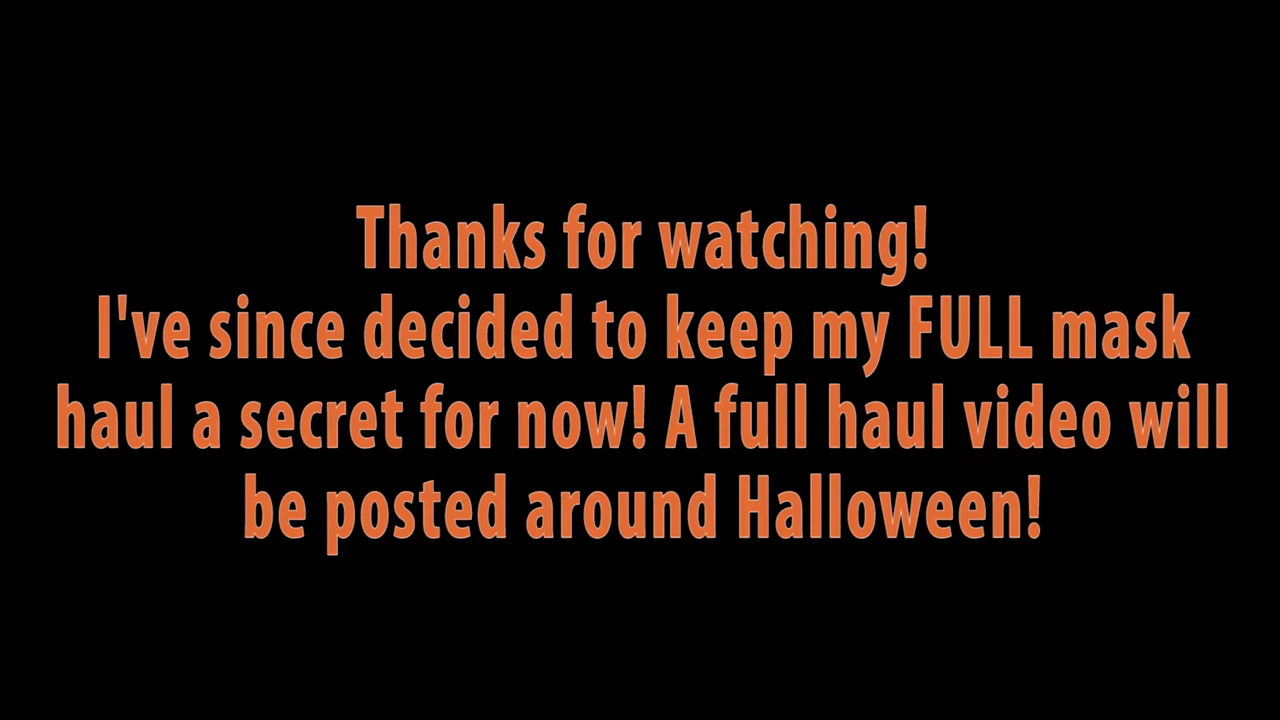 Thanks for watching!
I've since decided to keep my FULL mask
haul a secret for now! A full haul video will
be posted around Halloween!